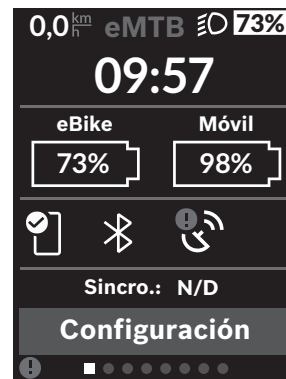 0,0 km/h eMTB 73%
09:57
eBike Móvil
73% 98%
Sincro.: N/D
Configuración